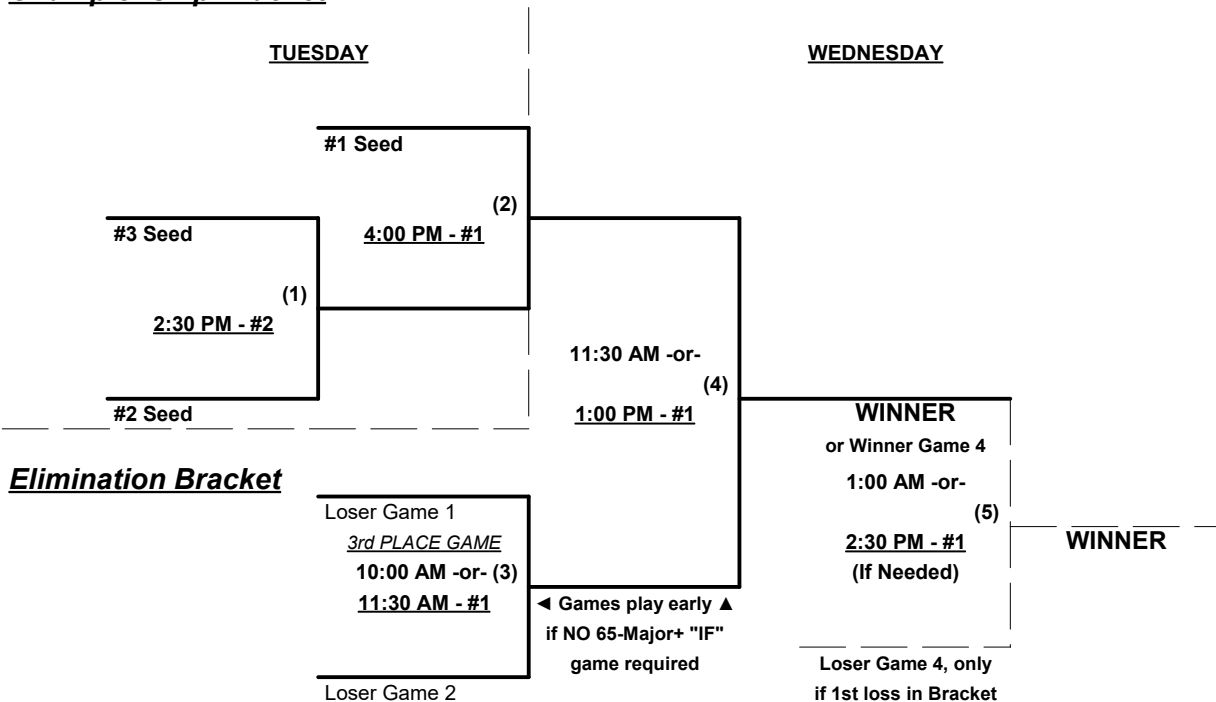 TUESDAY
WEDNESDAY
#1 Seed
(2)
4:00 PM - #1
#3 Seed
(1)
2:30 PM - #2
#2 Seed
11:30 AM -or-
(4)
1:00 PM - #1
WINNER
or Winner Game 4
1:00 AM -or-
(5)
2:30 PM - #1
(If Needed)
WINNER
Loser Game 4, only
if 1st loss in Bracket
Elimination Bracket
Loser Game 1
3rd PLACE GAME
10:00 AM -or- (3)
11:30 AM - #1
◄ Games play early ▲
if NO 65-Major+ "IF"
game required
Loser Game 2